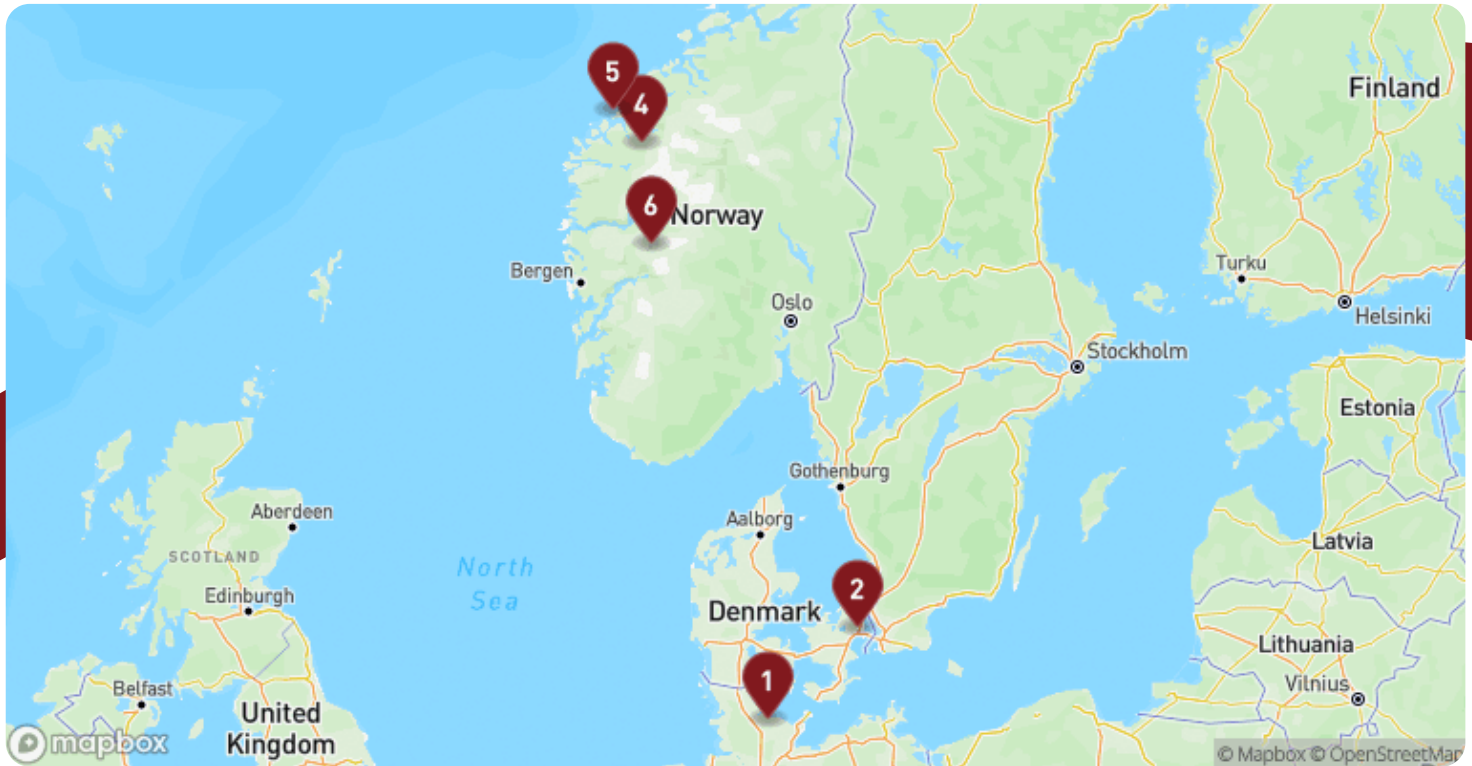 5
4
Finland
6
Norway
Turku
Bergen
Oslo
Helsinki
Stockholm
Estonia
Gothenburg
Aberdeen
Aalborg
Latvia
SCOTLAND
North
Sea
Edinburgh
2
Denmark
Lithuania
1
Vilnius
Belfast
United
Kingdom
mapbox
© Mapbox © OpenStreetMap